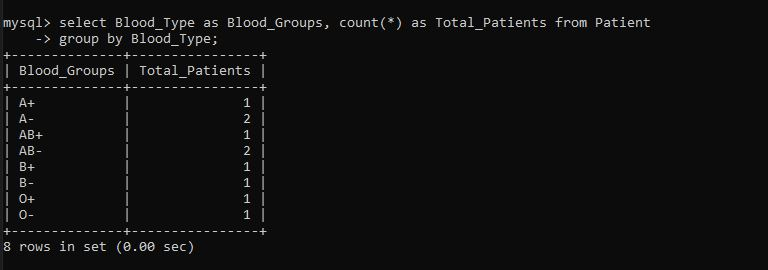 mysql> select Blood_Type as Blood_Groups, count(*) as Total_Patients from Patient
    -> group by Blood_Type;
+--------------+----------------+
| Blood_Groups | Total_Patients |
+--------------+----------------+
| A+           |              1 |
| A-           |              2 |
| AB+          |              1 |
| AB-          |              2 |
| B+           |              1 |
| B-           |              1 |
| O+           |              1 |
| O-           |              1 |
+--------------+----------------+
8 rows in set (0.00 sec)